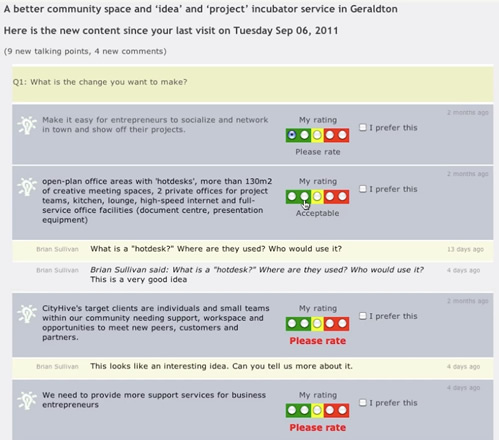 A better community space and ‘idea’ and ‘project’ incubator service in Geraldton
Here is the new content since your last visit on Tuesday Sep 06, 2011
(9 new talking points, 4 new comments)
Q1: What is the change you want to make?
2 months ago
Make it easy for entrepreneurs to socialize and network
in town and show off their projects.
My rating
I prefer this
Please rate
2 months ago
open-plan office areas with 'hotdesks', more than 130m2
of creative meeting spaces, 2 private offices for project
teams, kitchen, lounge, high-speed internet and full-
service office facilities (document centre, presentation
equipment)
My rating
I prefer this
Acceptable
Brian Sullivan What is a "hotdesk?" Where are they used? Who would use it? 13 days ago
Brian Sullivan Brian Sullivan said: What is a "hotdesk?" Where are they used? Who would use it? 4 days ago
This is a very good idea
2 months ago
CityHive's target clients are individuals and small teams
within our community needing support, workspace and
opportunities to meet new peers, customers and
partners.
My rating
I prefer this
Please rate
Brian Sullivan This looks like an interesting idea. Can you tell us more about it. 4 days ago
4 days ago
We need to provide more support services for business
entrepreneurs
My rating
I prefer this
Please rate